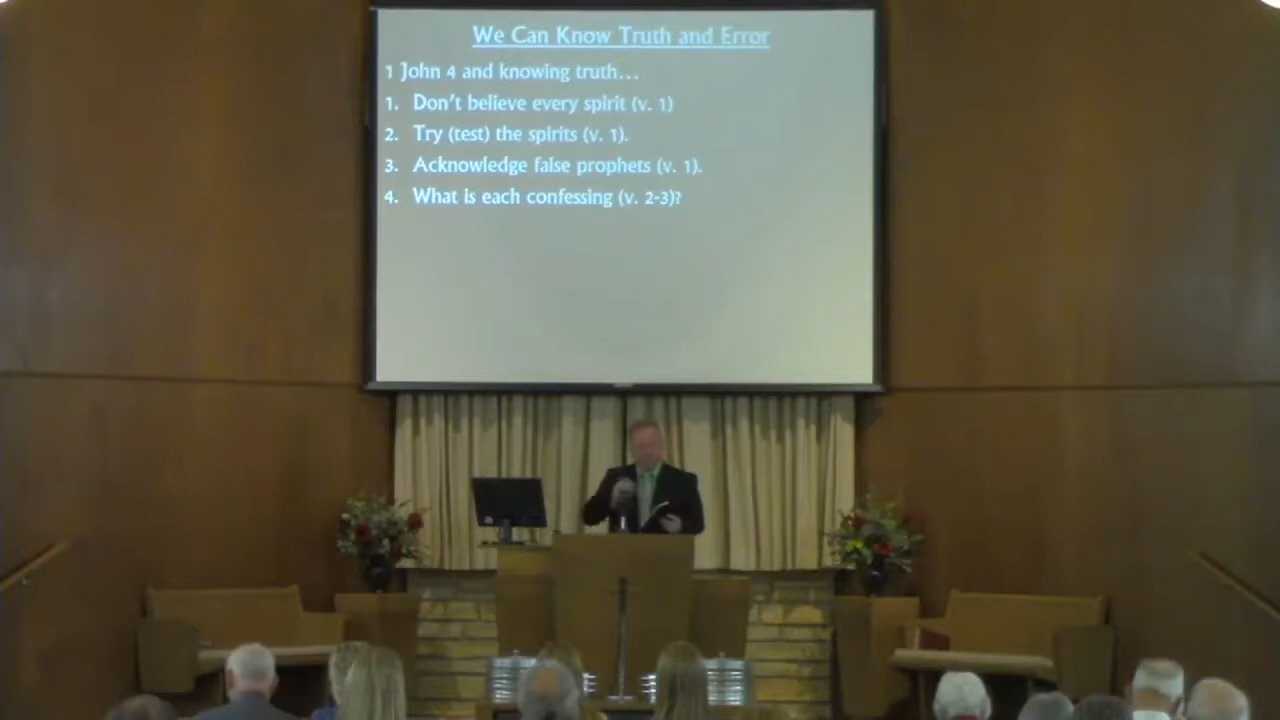 We Can Know Truth and Error
1 John 4 and knowing truth...
1. Don't believe every spirit (v. 1)
2. Try (test) the spirits (v. 1).
3. Acknowledge false prophets (v. 1).
4. What is each confessing (v. 2-3)?